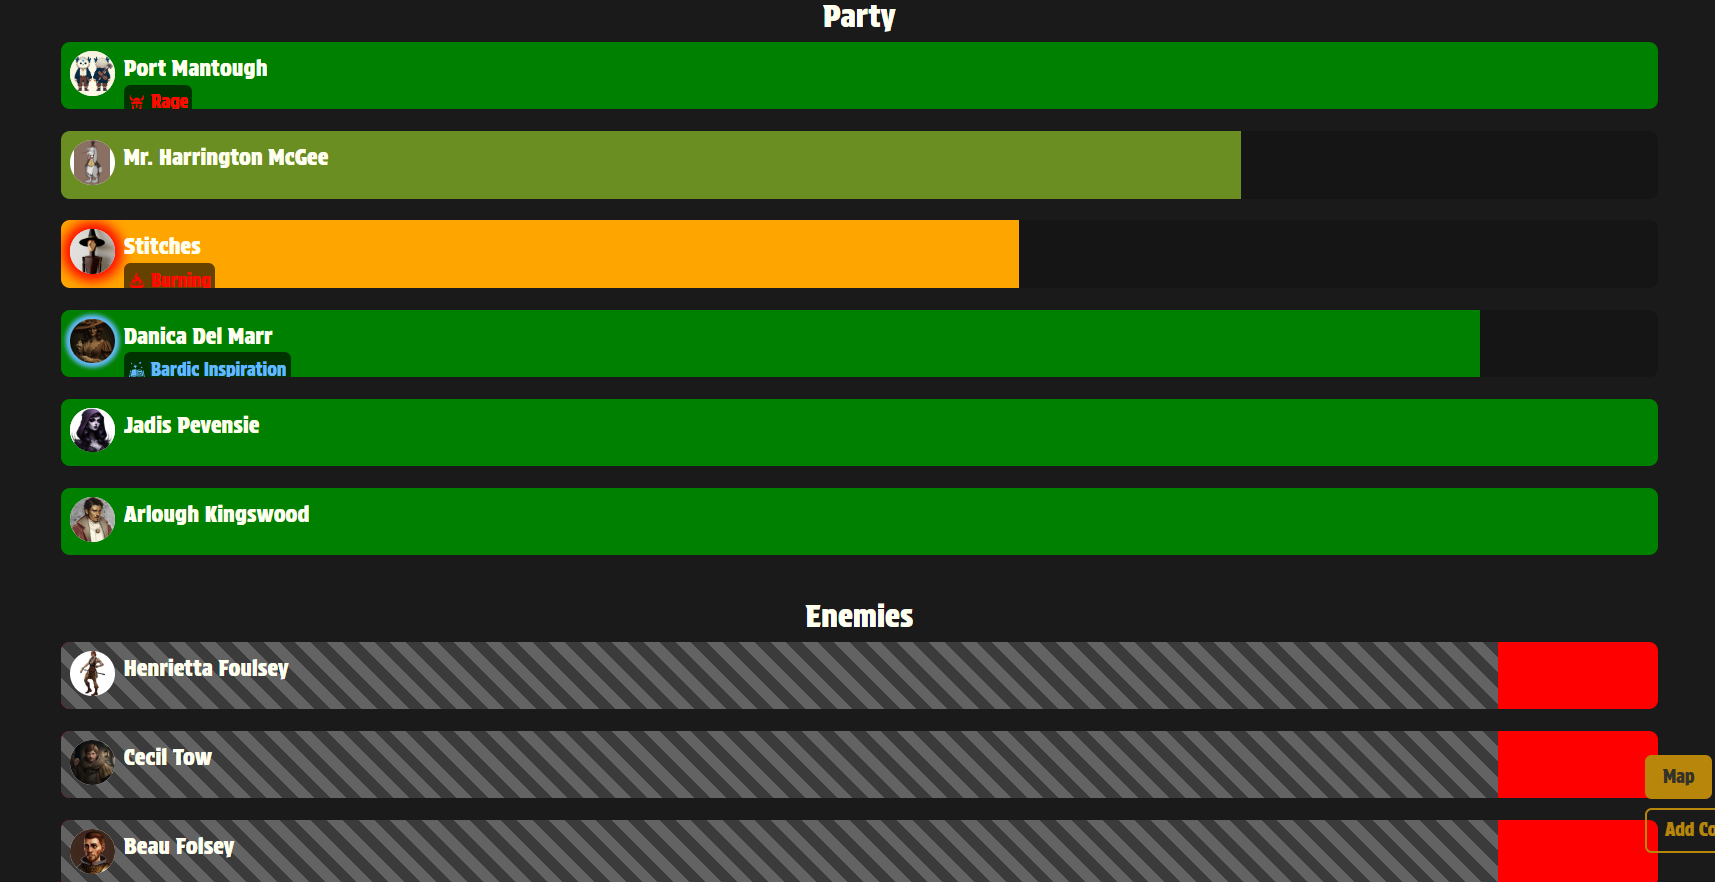 Party
Port Mantough
Rage
Mr. Harrington McGee
Stitches
Burning
Danica Del Marr
Bardic Inspiration
Jadis Pevensie
Arlough Kingswood
Enemies
Henrietta Foulsey
Cecil Tow
Map
Add Co
Beau Folsey